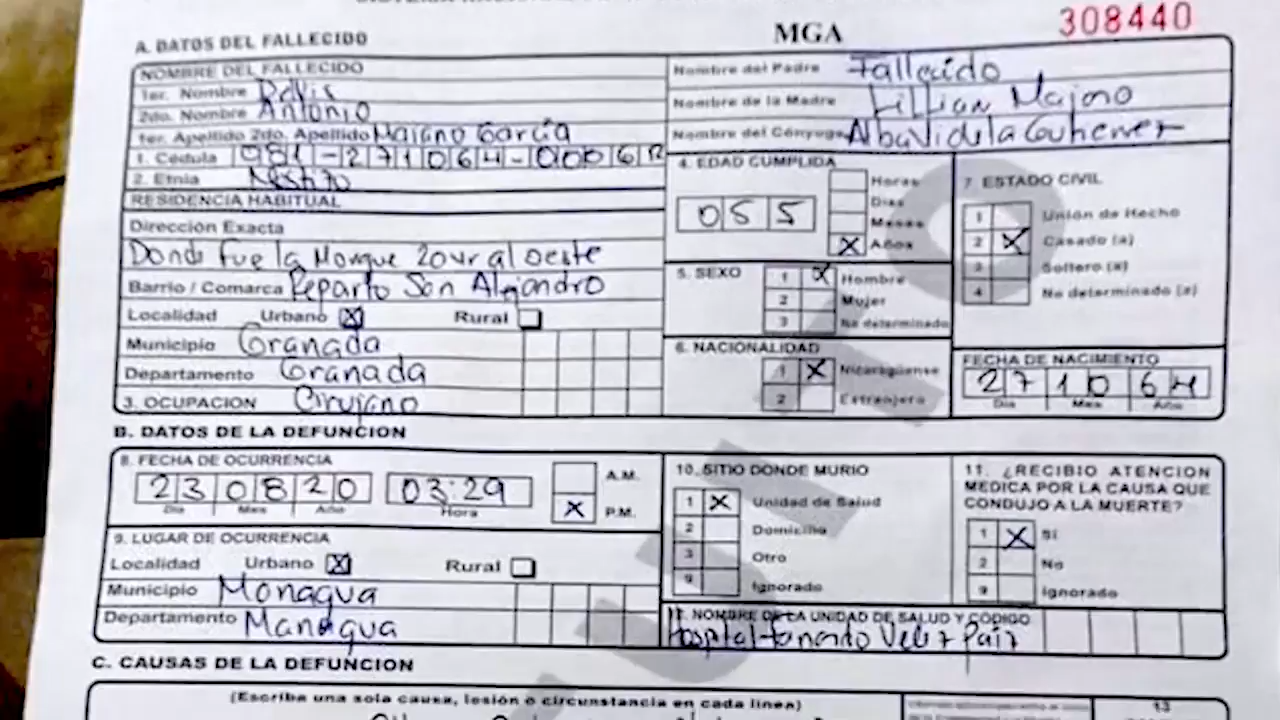 308440
MGA
A. DATOS DEL FALLECIDO
NOMBRE DEL FALLECIDO
1er. Nombre
2do. Nombre Antonio
1er. Apellido 2do. Apellido Majano García
1. Cédula 081-271064-0006R
2. Etnia Mestizo
RESIDENCIA HABITUAL
Dirección Exacta
Donde fue la Morgue 20vr al oeste
Barrio / Comarca Reparto San Alejandro
Localidad Urbano X Rural
Municipio Granada
Departamento Granada
3. OCUPACION Cirujano
Nombre del Padre Fallecido
Nombre de la Madre Lillian Majano
Nombre del Cónyuge Alba Videla Gutierrez
4. EDAD CUMPLIDA
055
Horas
Días
Meses
X Años
5. SEXO
1 X Hombre
2 Mujer
3 No determinado
6. NACIONALIDAD
1 X Nicaragüense
2 Extranjero
7 ESTADO CIVIL
1 Unión de Hecho
2 X Casado (a)
3 Soltero (a)
4 No determinado (a)
FECHA DE NACIMIENTO
27 10 64
Día Mes Año
B. DATOS DE LA DEFUNCION
8. FECHA DE OCURRENCIA
23 08 20 03:29
Día Mes Año Hora
A.M.
X P.M.
9. LUGAR DE OCURRENCIA
Localidad Urbano X Rural
Municipio Managua
Departamento Managua
10. SITIO DONDE MURIO
1 X Unidad de Salud
2 Domicilio
3 Otro
9 Ignorado
11. ¿RECIBIO ATENCION
MEDICA POR LA CAUSA QUE
CONDUJO A LA MUERTE?
1 X Si
2 No
9 Ignorado
12. NOMBRE DE LA UNIDAD DE SALUD Y CODIGO
Hospital Fernando Velez Paiz
C. CAUSAS DE LA DEFUNCION
(Escriba una sola causa, lesión o circunstancia en cada línea)
13